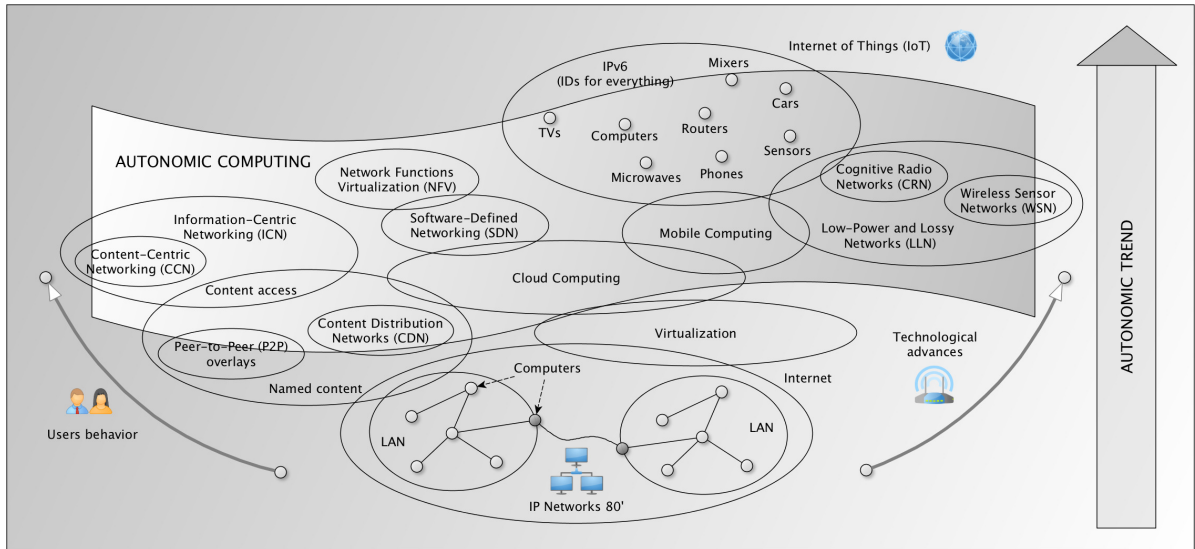 Internet of Things (IoT)
IPv6
(IDs for everything)
Mixers
Cars
TVs
Computers
Routers
Sensors
Microwaves
Phones
AUTONOMIC COMPUTING
Network Functions
Virtualization (NFV)
Cognitive Radio
Networks (CRN)
Wireless Sensor
Networks (WSN)
Information-Centric
Networking (ICN)
Software-Defined
Networking (SDN)
Mobile Computing
Low-Power and Lossy
Networks (LLN)
Content-Centric
Networking (CCN)
Content access
Cloud Computing
Content Distribution
Networks (CDN)
Virtualization
Peer-to-Peer (P2P)
overlays
Named content
Technological
advances
Computers
Internet
Users behavior
LAN
LAN
IP Networks 80'
AUTONOMIC TREND